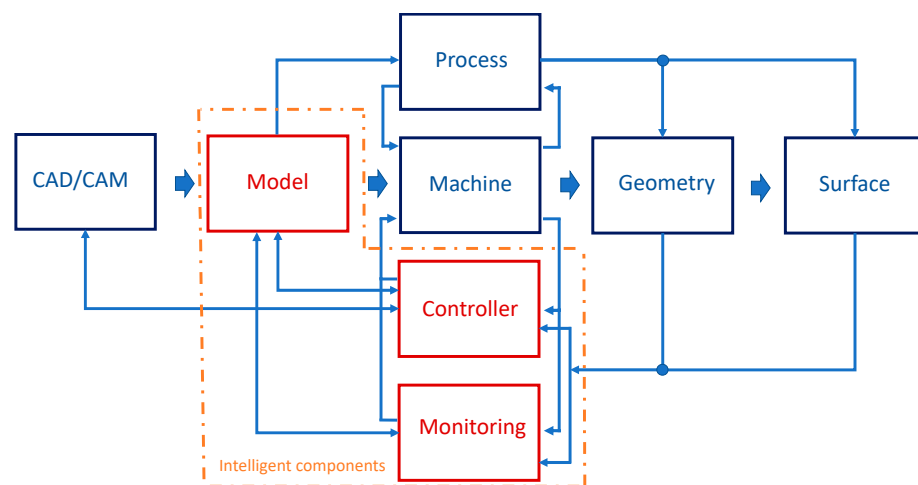 Process
CAD/CAM
Model
Machine
Geometry
Surface
Controller
Monitoring
Intelligent components